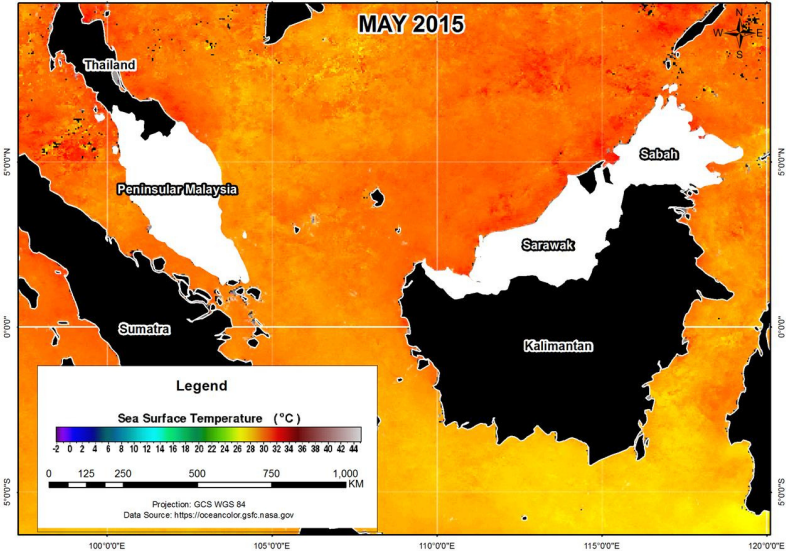 MAY 2015
N
W E
S
Thailand
Peninsular Malaysia
Sabah
Sarawak
Sumatra
Kalimantan
5°0'0"N
0°0'0"
5°0'0"S
5°0'0"N
0°0'0"
5°0'0"S
Legend
Sea Surface Temperature (°C)
-2 0 2 4 6 8 10 12 14 16 18 20 22 24 26 28 30 32 34 36 38 40 42 44
0 125 250 500 750 1,000
KM
Projection: GCS WGS 84
Data Source: https://oceancolor.gsfc.nasa.gov
100°0'0"E 105°0'0"E 110°0'0"E 115°0'0"E 120°0'0"E